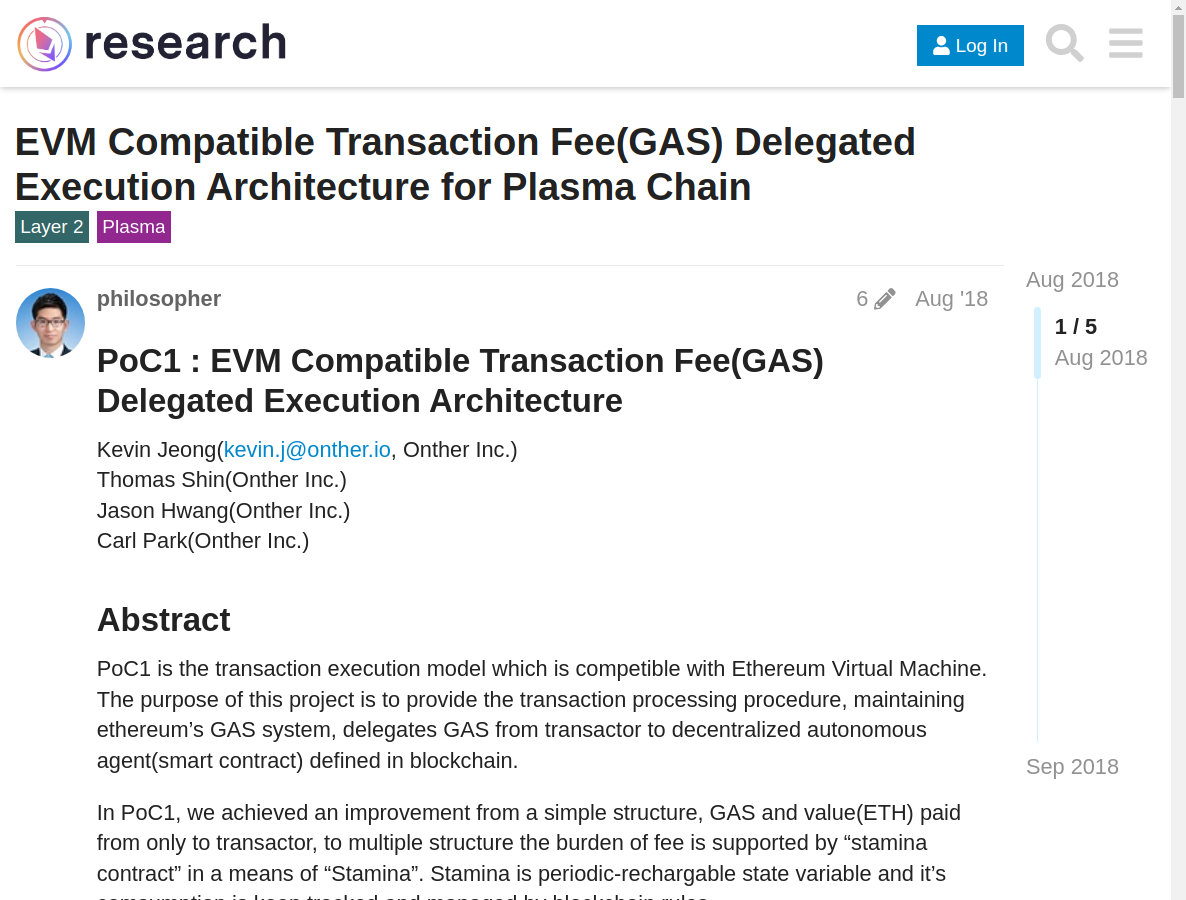 research
Log In
EVM Compatible Transaction Fee(GAS) Delegated
Execution Architecture for Plasma Chain
Layer 2 Plasma
Aug 2018
philosopher 6 Aug '18
1 / 5
Aug 2018
PoC1 : EVM Compatible Transaction Fee(GAS)
Delegated Execution Architecture
Kevin Jeong(kevin.j@onther.io, Onther Inc.)
Thomas Shin(Onther Inc.)
Jason Hwang(Onther Inc.)
Carl Park(Onther Inc.)
Abstract
PoC1 is the transaction execution model which is competible with Ethereum Virtual Machine.
The purpose of this project is to provide the transaction processing procedure, maintaining
ethereum’s GAS system, delegates GAS from transactor to decentralized autonomous
agent(smart contract) defined in blockchain.
Sep 2018
In PoC1, we achieved an improvement from a simple structure, GAS and value(ETH) paid
from only to transactor, to multiple structure the burden of fee is supported by “stamina
contract” in a means of “Stamina”. Stamina is periodic-rechargable state variable and it’s